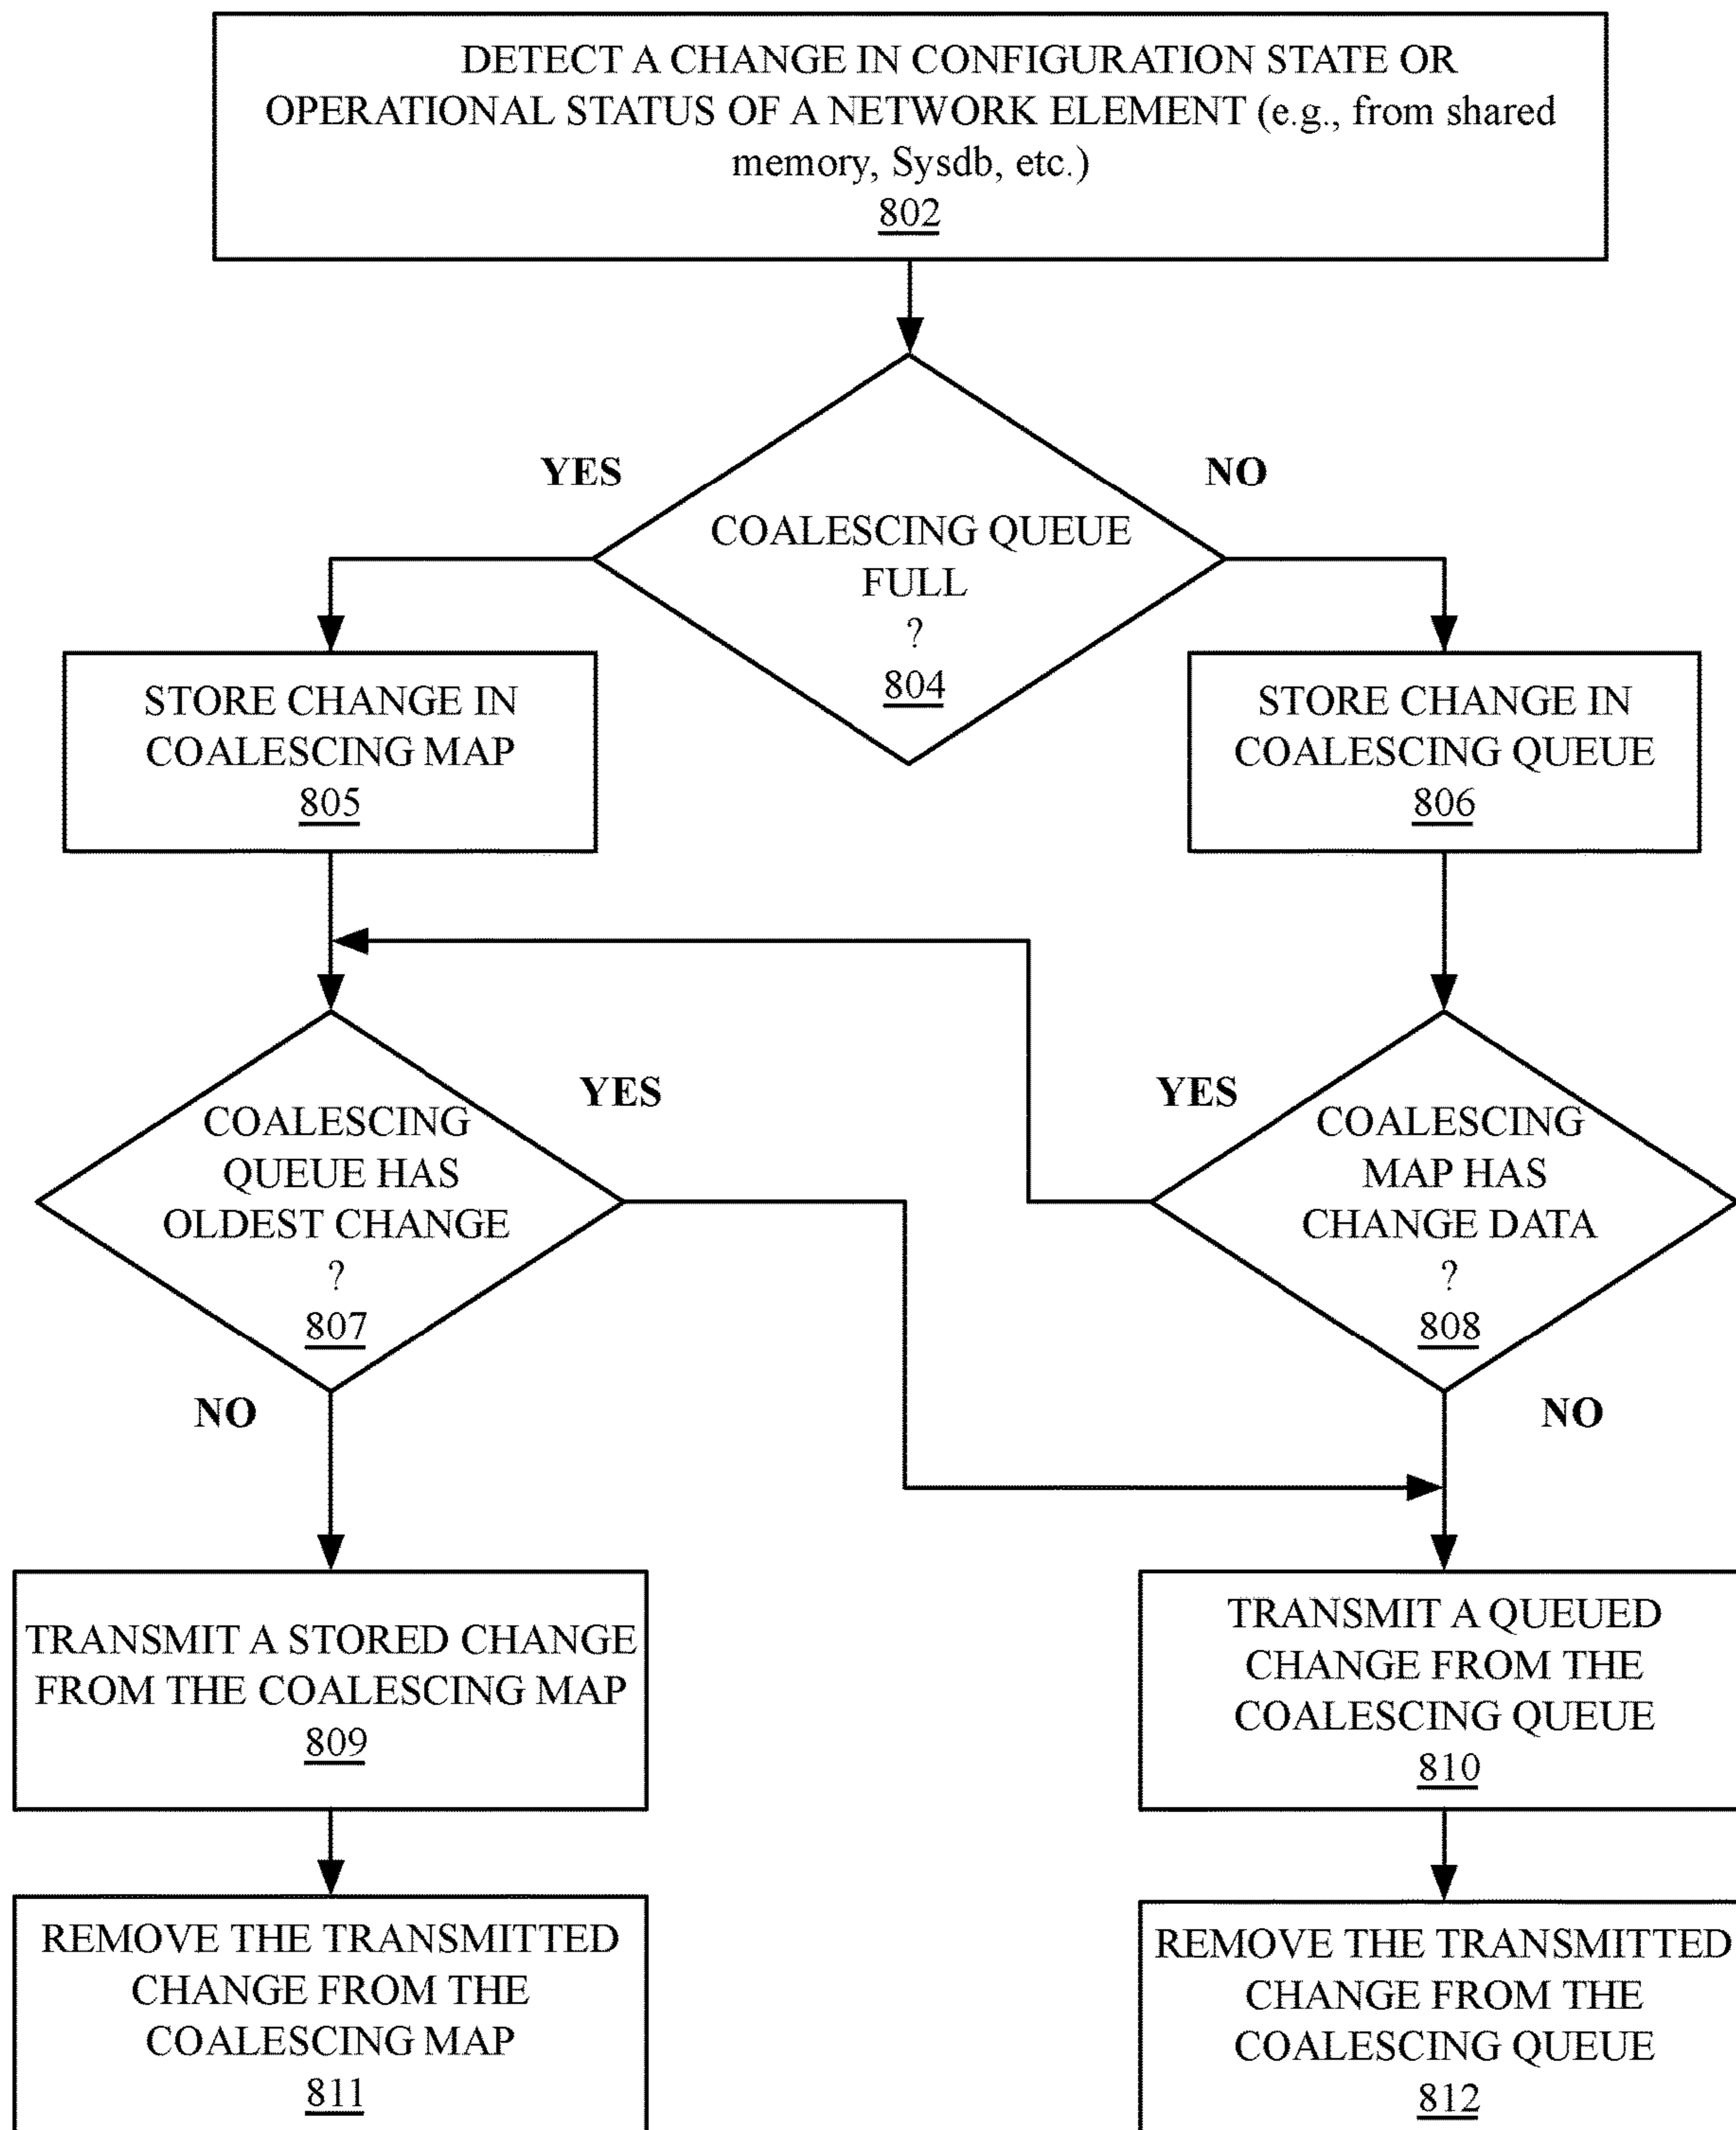 DETECT A CHANGE IN CONFIGURATION STATE OR
OPERATIONAL STATUS OF A NETWORK ELEMENT (e.g., from shared
memory, Sysdb, etc.)
802
YES
NO
COALESCING QUEUE
FULL
?
804
STORE CHANGE IN
COALESCING MAP
805
STORE CHANGE IN
COALESCING QUEUE
806
COALESCING
QUEUE HAS
OLDEST CHANGE
?
807
YES
NO
YES
COALESCING
MAP HAS
CHANGE DATA
?
808
NO
TRANSMIT A STORED CHANGE
FROM THE COALESCING MAP
809
TRANSMIT A QUEUED
CHANGE FROM THE
COALESCING QUEUE
810
REMOVE THE TRANSMITTED
CHANGE FROM THE
COALESCING MAP
811
REMOVE THE TRANSMITTED
CHANGE FROM THE
COALESCING QUEUE
812